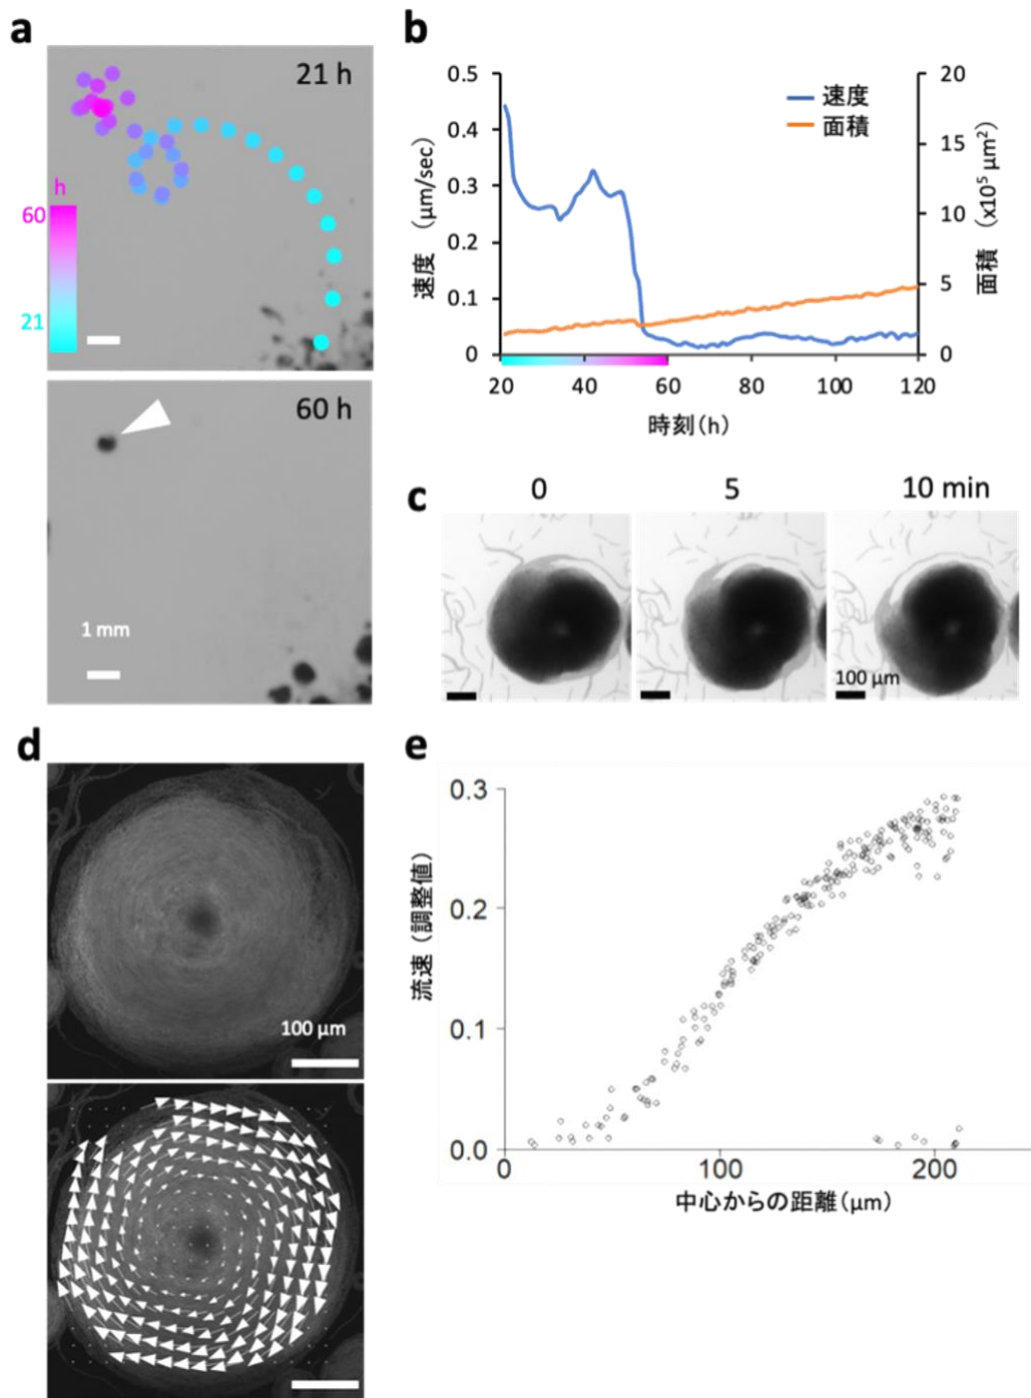 a
21 h
h
60
21
60 h
1 mm
b
0.5
0.4
0.3
0.2
0.1
0
速度 (μm/sec)
速度
面積
20
15
10
5
0
面積 (x10⁵ μm²)
20
40
60
80
100
120
時刻(h)
c
0
5
10 min
100 μm
d
100 μm
e
0.3
0.2
0.1
0.0
流速(調整値)
0
100
200
中心からの距離(μm)